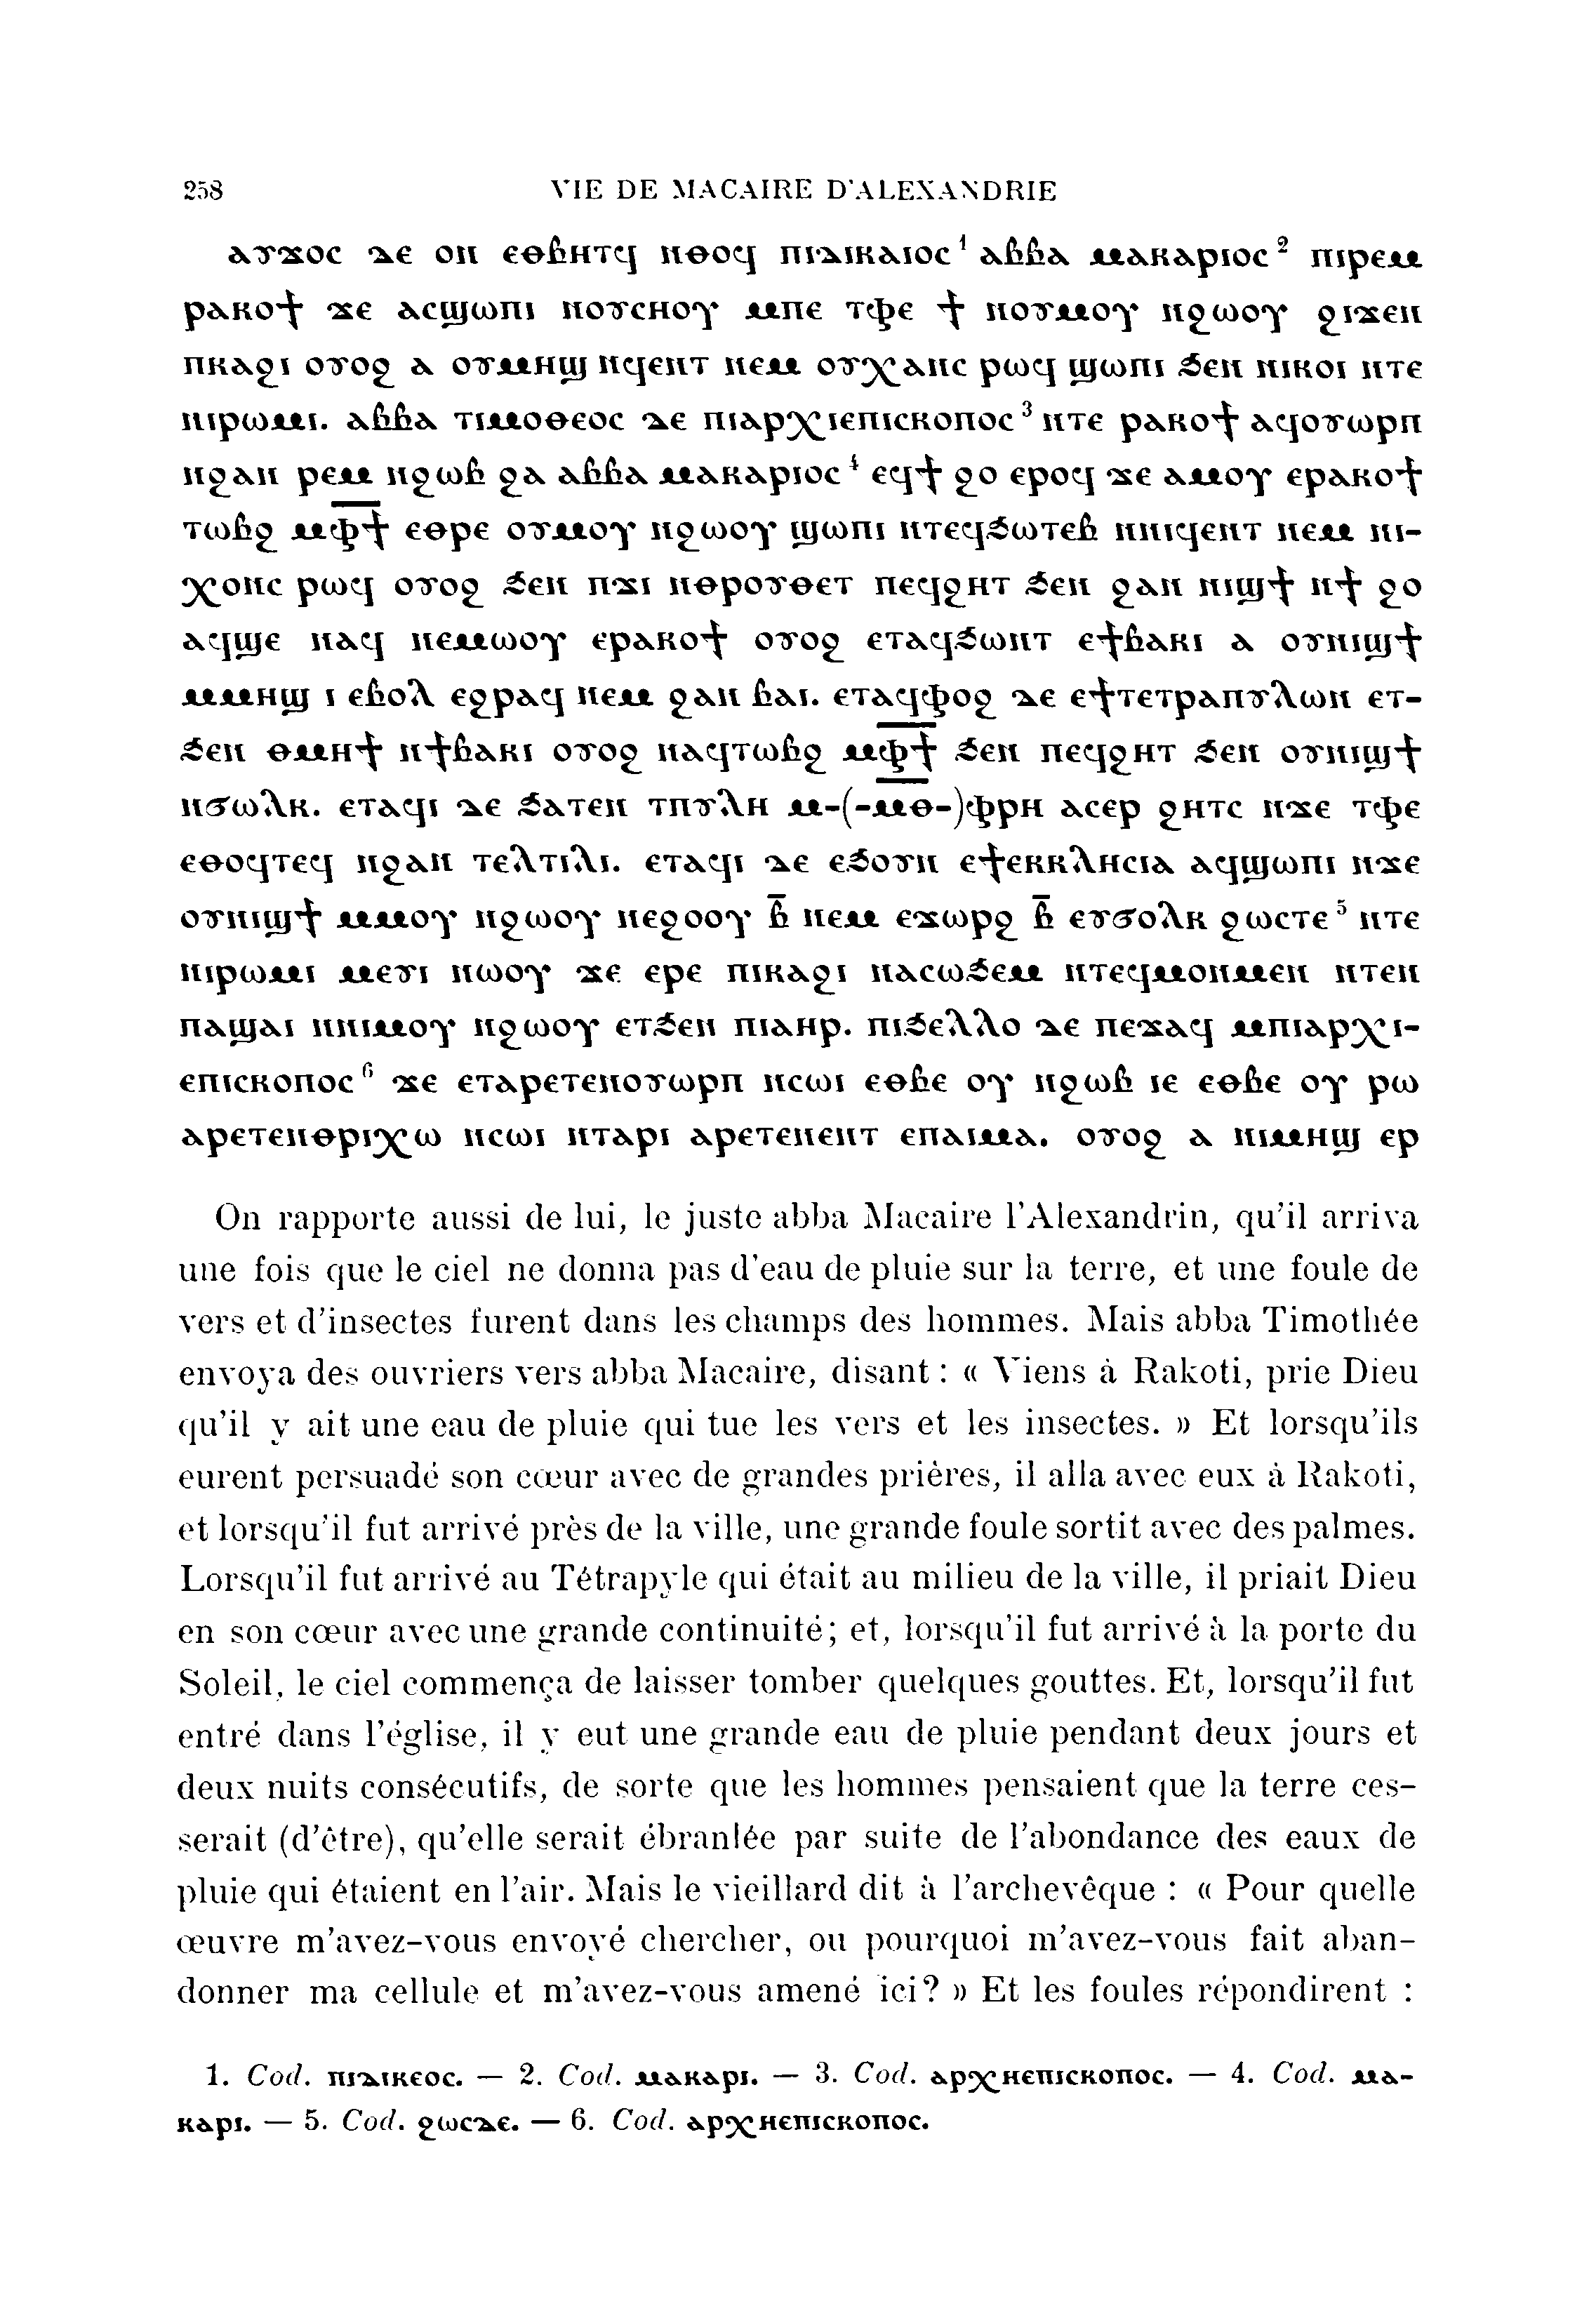 258 VIE DE MACAIRE D'ALEXANDRIE
ⲁⲩϫⲟⲥ ⲇⲉ ⲟⲛ ⲉⲑⲃⲏⲧϥ ⲛⲑⲟϥ ⲡⲓⲇⲓⲕⲁⲓⲟⲥ¹ ⲁⲃⲃⲁ ⲙⲁⲕⲁⲣⲓⲟⲥ² ⲡⲓⲣⲉⲙ
ⲣⲁⲕⲟϯ ϫⲉ ⲁⲥϣⲱⲡⲓ ⲛⲟⲩⲥⲛⲟⲩ ⲙⲡⲉ ⲧⲫⲉ ϯ ⲛⲟⲩⲙⲟⲩ ⲛϩⲱⲟⲩ ϩⲓϫⲉⲛ
ⲡⲕⲁϩⲓ ⲟⲩⲟϩ ⲁ ⲟⲩⲙⲏϣ ⲛϥⲉⲛⲧ ⲛⲉⲙ ⲟⲩⲭⲁⲛⲥ ⲣⲱϥ ϣⲱⲡⲓ ϧⲉⲛ ⲛⲓⲕⲟⲓ ⲛⲧⲉ
ⲛⲓⲣⲱⲙⲓ. ⲁⲃⲃⲁ ⲧⲓⲙⲟⲑⲉⲟⲥ ⲇⲉ ⲡⲓⲁⲣⲭⲓⲉⲡⲓⲥⲕⲟⲡⲟⲥ³ ⲛⲧⲉ ⲣⲁⲕⲟϯ ⲁϥⲟⲩⲱⲣⲡ
ⲛϩⲁⲛ ⲣⲉⲙ ⲛϩⲱⲃ ϩⲁ ⲁⲃⲃⲁ ⲙⲁⲕⲁⲣⲓⲟⲥ⁴ ⲉϥϯ ϩⲟ ⲉⲣⲟϥ ϫⲉ ⲁⲙⲟⲩ ⲉⲣⲁⲕⲟϯ
ⲧⲱⲃϩ ⲙⲫ̅ϯ̅ ⲉⲑⲣⲉ ⲟⲩⲙⲟⲩ ⲛϩⲱⲟⲩ ϣⲱⲡⲓ ⲛⲧⲉϥϧⲱⲧⲉⲃ ⲛⲛⲓϥⲉⲛⲧ ⲛⲉⲙ ⲛⲓ-
ⲭⲟⲛⲥ ⲣⲱϥ ⲟⲩⲟϩ ϧⲉⲛ ⲡϫⲓ ⲛⲑⲣⲟⲩⲑⲉⲧ ⲡⲉϥϩⲏⲧ ϧⲉⲛ ϩⲁⲛ ⲛⲓϣϯ ⲛϯ ϩⲟ
ⲁϥϣⲉ ⲛⲁϥ ⲛⲉⲙⲱⲟⲩ ⲉⲣⲁⲕⲟϯ ⲟⲩⲟϩ ⲉⲧⲁϥϧⲱⲛⲧ ⲉϯⲃⲁⲕⲓ ⲁ ⲟⲩⲛⲓϣϯ
ⲙⲙⲏϣ ⲓ ⲉⲃⲟⲗ ⲉϩⲣⲁϥ ⲛⲉⲙ ϩⲁⲛ ⲃⲁⲓ. ⲉⲧⲁϥⲫⲟϩ ⲇⲉ ⲉϯⲧⲉⲧⲣⲁⲡⲩⲗⲱⲛ ⲉⲧ-
ϧⲉⲛ ⲑⲙⲏϯ ⲛϯⲃⲁⲕⲓ ⲟⲩⲟϩ ⲛⲁϥⲧⲱⲃϩ ⲙⲫ̅ϯ̅ ϧⲉⲛ ⲡⲉϥϩⲏⲧ ϧⲉⲛ ⲟⲩⲛⲓϣϯ
ⲛϭⲱⲗⲕ. ⲉⲧⲁϥⲓ ⲇⲉ ϧⲁⲧⲉⲛ ⲧⲡⲩⲗⲏ ⲙ-(-ⲙⲑ-)ⲫⲣⲏ ⲁⲥⲉⲣ ϩⲏⲧⲥ ⲛϫⲉ ⲧⲫⲉ
ⲉⲑⲟϥⲧⲉϥ ⲛϩⲁⲛ ⲧⲉⲗⲧⲓⲗⲓ. ⲉⲧⲁϥⲓ ⲇⲉ ⲉϧⲟⲩⲛ ⲉϯⲉⲕⲕⲗⲏⲥⲓⲁ ⲁϥϣⲱⲡⲓ ⲛϫⲉ
ⲟⲩⲛⲓϣϯ ⲙⲙⲟⲩ ⲛϩⲱⲟⲩ ⲛⲉϩⲟⲟⲩ ⲃ̅ ⲛⲉⲙ ⲉϫⲱⲣϩ ⲃ̅ ⲉⲩϭⲟⲗⲕ ϩⲱⲥⲧⲉ⁵ ⲛⲧⲉ
ⲛⲓⲣⲱⲙⲓ ⲙⲉⲩⲓ ⲛⲱⲟⲩ ϫⲉ ⲉⲣⲉ ⲡⲓⲕⲁϩⲓ ⲛⲁⲥⲱϧⲉⲙ ⲛⲧⲉϥⲙⲟⲛⲙⲉⲛ ⲛⲧⲉⲛ
ⲡⲁϣⲁⲓ ⲛⲛⲓⲙⲟⲩ ⲛϩⲱⲟⲩ ⲉⲧϧⲉⲛ ⲡⲓⲁⲏⲣ. ⲡⲓϧⲉⲗⲗⲟ ⲇⲉ ⲡⲉϫⲁϥ ⲙⲡⲓⲁⲣⲭⲓ-
ⲉⲡⲓⲥⲕⲟⲡⲟⲥ⁶ ϫⲉ ⲉⲧⲁⲣⲉⲧⲉⲛⲟⲩⲱⲣⲡ ⲛⲥⲱⲓ ⲉⲑⲃⲉ ⲟⲩ ⲛϩⲱⲃ ⲓⲉ ⲉⲑⲃⲉ ⲟⲩ ⲣⲱ
ⲁⲣⲉⲧⲉⲛⲑⲣⲓⲭⲱ ⲛⲥⲱⲓ ⲛⲧⲁⲣⲓ ⲁⲣⲉⲧⲉⲛⲉⲛⲧ ⲉⲡⲁⲓⲙⲁ. ⲟⲩⲟϩ ⲁ ⲛⲓⲙⲏϣ ⲉⲣ
On rapporte aussi de lui, le juste abba Macaire l'Alexandrin, qu'il arriva
une fois que le ciel ne donna pas d'eau de pluie sur la terre, et une foule de
vers et d'insectes furent dans les champs des hommes. Mais abba Timothée
envoya des ouvriers vers abba Macaire, disant : « Viens à Rakoti, prie Dieu
qu'il y ait une eau de pluie qui tue les vers et les insectes. » Et lorsqu'ils
eurent persuadé son cœur avec de grandes prières, il alla avec eux à Rakoti,
et lorsqu'il fut arrivé près de la ville, une grande foule sortit avec des palmes.
Lorsqu'il fut arrivé au Tétrapyle qui était au milieu de la ville, il priait Dieu
en son cœur avec une grande continuité; et, lorsqu'il fut arrivé à la porte du
Soleil, le ciel commença de laisser tomber quelques gouttes. Et, lorsqu'il fut
entré dans l'église, il y eut une grande eau de pluie pendant deux jours et
deux nuits consécutifs, de sorte que les hommes pensaient que la terre ces-
serait (d'être), qu'elle serait ébranlée par suite de l'abondance des eaux de
pluie qui étaient en l'air. Mais le vieillard dit à l'archevêque : « Pour quelle
œuvre m'avez-vous envoyé chercher, ou pourquoi m'avez-vous fait aban-
donner ma cellule et m'avez-vous amené ici? » Et les foules répondirent :
1. Cod. ⲡⲓⲇⲓⲕⲉⲟⲥ. — 2. Cod. ⲙⲁⲕⲁⲣⲓ. — 3. Cod. ⲁⲣⲭⲏⲉⲡⲓⲥⲕⲟⲡⲟⲥ. — 4. Cod. ⲙⲁ-
ⲕⲁⲣⲓ. — 5. Cod. ϩⲱⲥⲇⲉ. — 6. Cod. ⲁⲣⲭⲏⲉⲡⲓⲥⲕⲟⲡⲟⲥ.